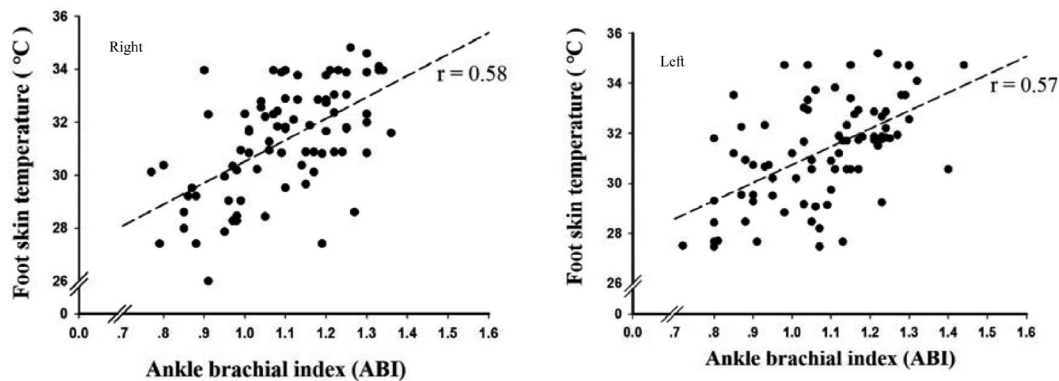 36
34
32
30
28
26
0
Foot skin temperature ( °C )
Right
r = 0.58
0.0 .7 .8 .9 1.0 1.1 1.2 1.3 1.4 1.5 1.6
Ankle brachial index (ABI)
36
34
32
30
28
26
0
Foot skin temperature ( °C )
Left
r = 0.57
0.0 .7 .8 .9 1.0 1.1 1.2 1.3 1.4 1.5 1.6
Ankle brachial index (ABI)